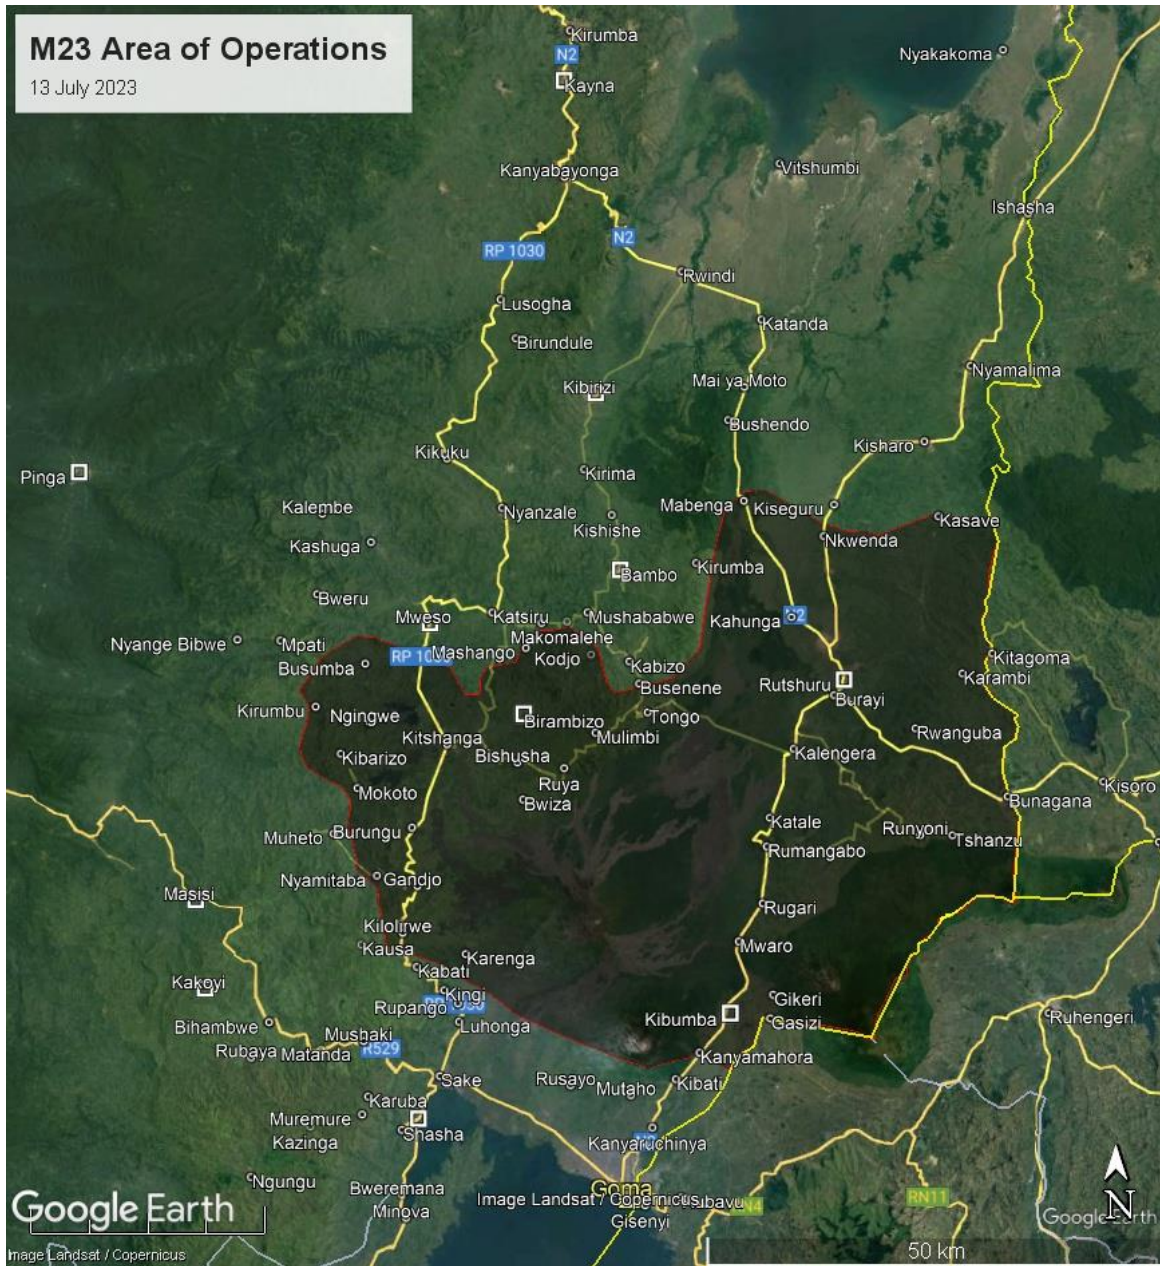 M23 Area of Operations
13 July 2023
Kirumba
N2
Kayna
Nyakakoma
Kanyabayonga
Vitshumbi
Ishasha
RP 1030
N2
Rwindi
Lusogha
Katanda
Birundule
Nyamalima
Kibirizi
Mai ya Moto
Bushendo
Kisharo
Kikuku
Pinga
Kirima
Kalembe
Nyanzale
Mabenga
Kiseguru
Kasave
Kishishe
Kashuga
Nkwenda
Kirumba
Bambo
Bweru
Mweso
Katsiru
Mushababwe
Kahunga
N2
Makomalehe
Nyange Bibwe
Mpati
Mashango
Kodjo
Kitagoma
Busumba
Kabizo
Karambi
Rutshuru
Busenene
Burayi
Kirumbu
Ngingwe
Birambizo
Tongo
Rwanguba
Kitshanga
Mulimbi
Kibarizo
Bishusha
Kalengera
Ruya
Kisoro
Mokoto
Bwiza
Bunagana
Katale
Runyoni
Muheto
Burungu
Tshanzu
Rumangabo
Nyamitaba
Gandjo
Masisi
Rugari
Kilolirwe
Kausa
Mwaro
Karenga
Kabati
Kakoyi
Kingi
Gikeri
Rupango
Kibumba
Gasizi
Ruhengeri
Bihambwe
Luhonga
Mushaki
R529
Rubaya
Matanda
Kanyamahora
Sake
Rusayo
Mutaho
Kibati
Karuba
Muremure
Shasha
Kazinga
Kanyaruchinya
Ngungu
Bweremana
Goma
Image Landsat / Copernicus
RN11
Minova
Gisenyi
N
Google Earth
Google Earth
Image Landsat / Copernicus
50 km